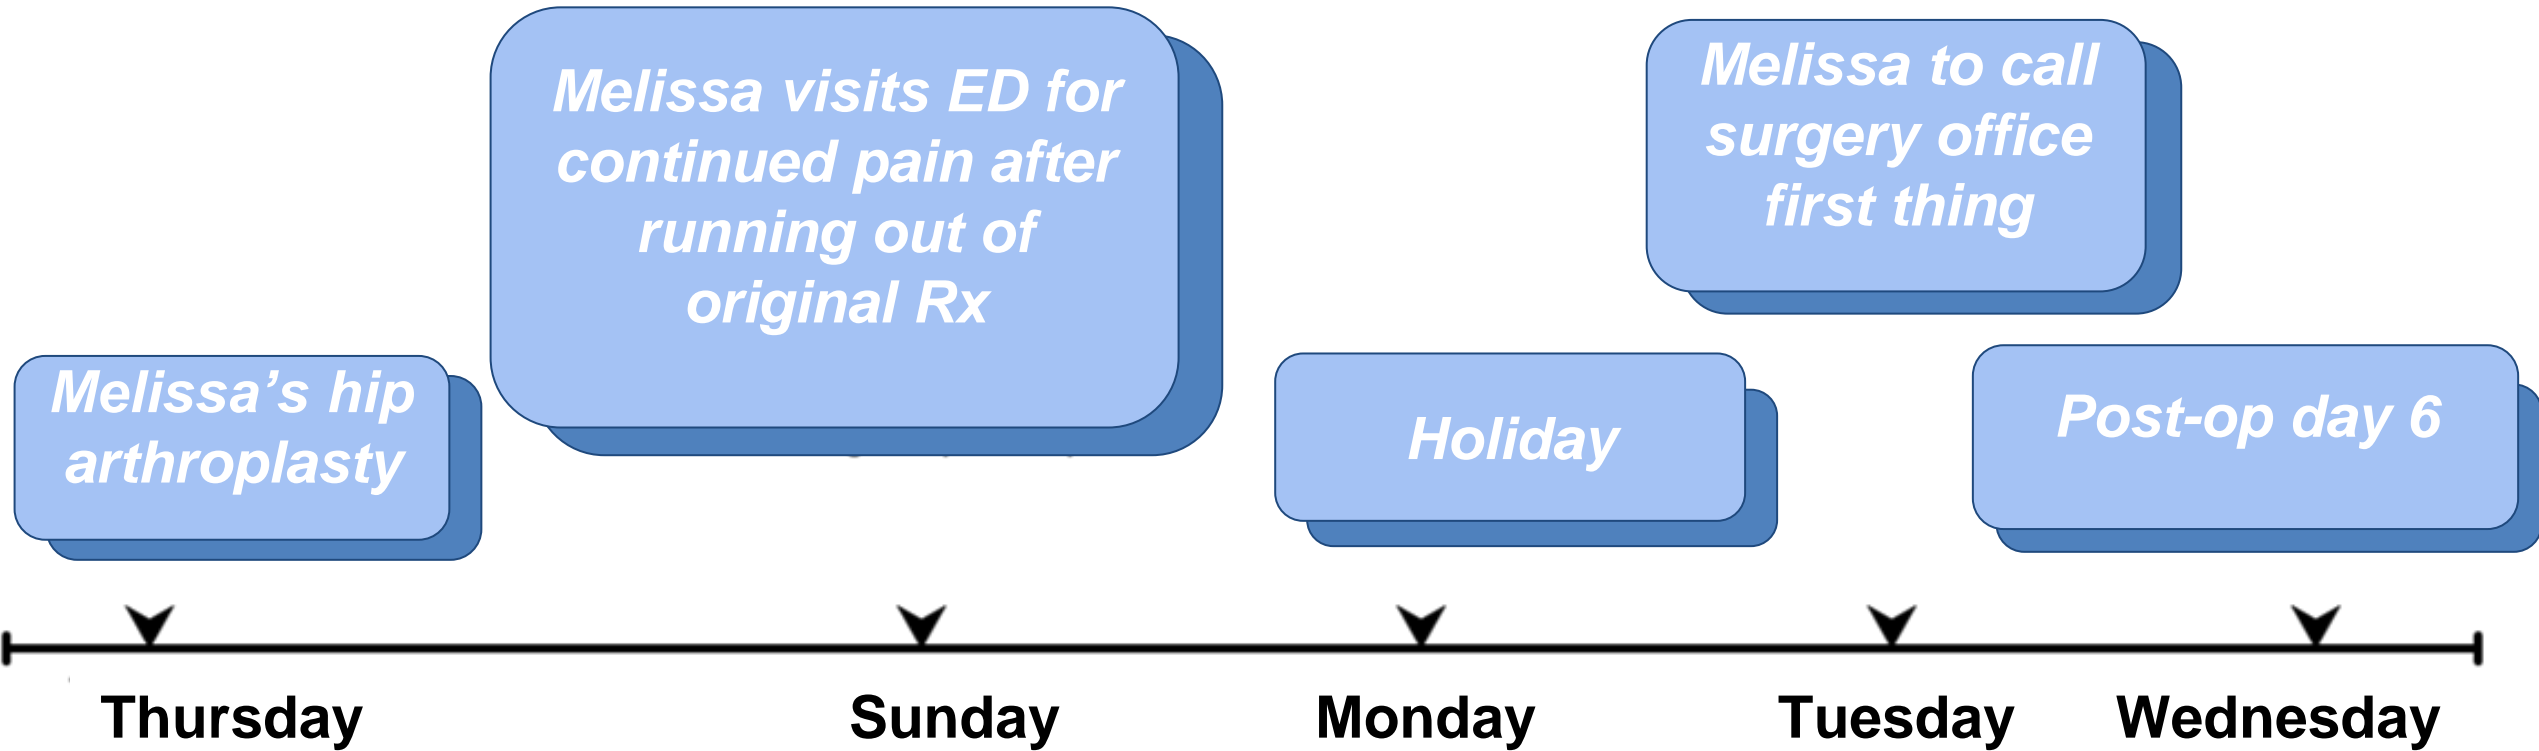 Melissa's hip
arthroplasty
Melissa visits ED for
continued pain after
running out of
original Rx
Holiday
Melissa to call
surgery office
first thing
Post-op day 6
Thursday
Sunday
Monday
Tuesday
Wednesday